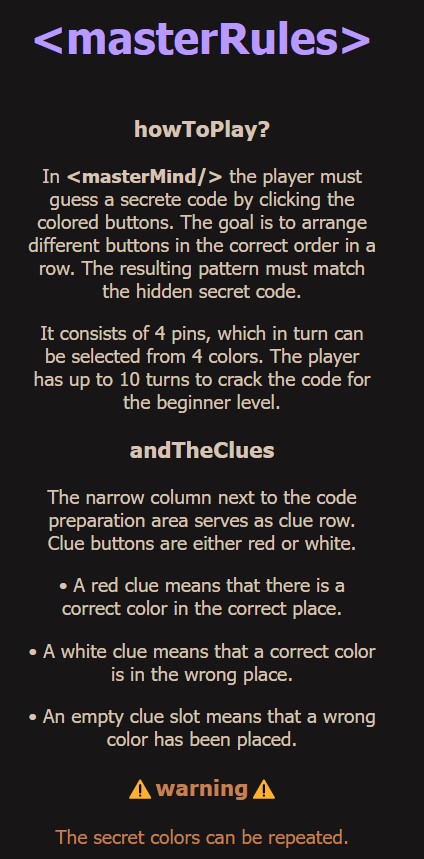 <masterRules>
howToPlay?
In <masterMind/> the player must
guess a secrete code by clicking the
colored buttons. The goal is to arrange
different buttons in the correct order in a
row. The resulting pattern must match
the hidden secret code.
It consists of 4 pins, which in turn can
be selected from 4 colors. The player
has up to 10 turns to crack the code for
the beginner level.
andTheClues
The narrow column next to the code
preparation area serves as clue row.
Clue buttons are either red or white.
• A red clue means that there is a
correct color in the correct place.
• A white clue means that a correct color
is in the wrong place.
• An empty clue slot means that a wrong
color has been placed.
⚠️ warning ⚠️
The secret colors can be repeated.